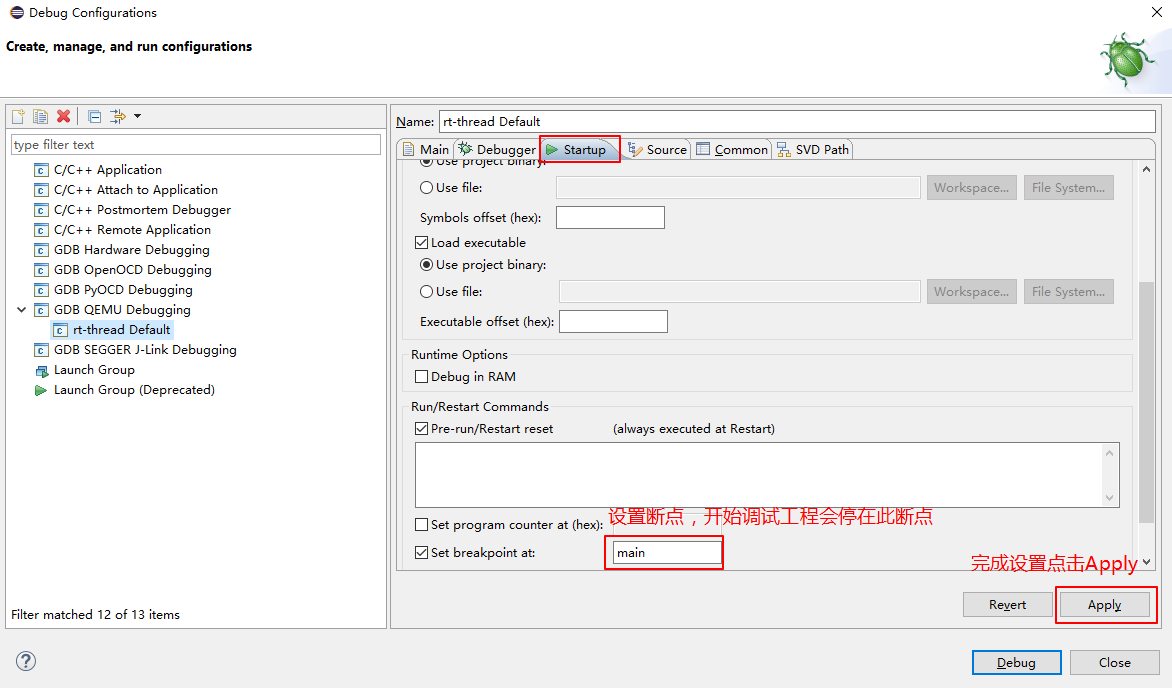 Debug Configurations
Create, manage, and run configurations
type filter text
C/C++ Application
C/C++ Attach to Application
C/C++ Postmortem Debugger
C/C++ Remote Application
GDB Hardware Debugging
GDB OpenOCD Debugging
GDB PyOCD Debugging
GDB QEMU Debugging
rt-thread Default
GDB SEGGER J-Link Debugging
Launch Group
Launch Group (Deprecated)
Filter matched 12 of 13 items
Name: rt-thread Default
Main Debugger Startup Source Common SVD Path
Use project binary:
Use file: Workspace... File System...
Symbols offset (hex):
Load executable
Use project binary:
Use file: Workspace... File System...
Executable offset (hex):
Runtime Options
Debug in RAM
Run/Restart Commands
Pre-run/Restart reset (always executed at Restart)
Set program counter at (hex): 设置断点，开始调试工程会停在此断点
Set breakpoint at: main
完成设置点击Apply
Revert Apply
Debug Close